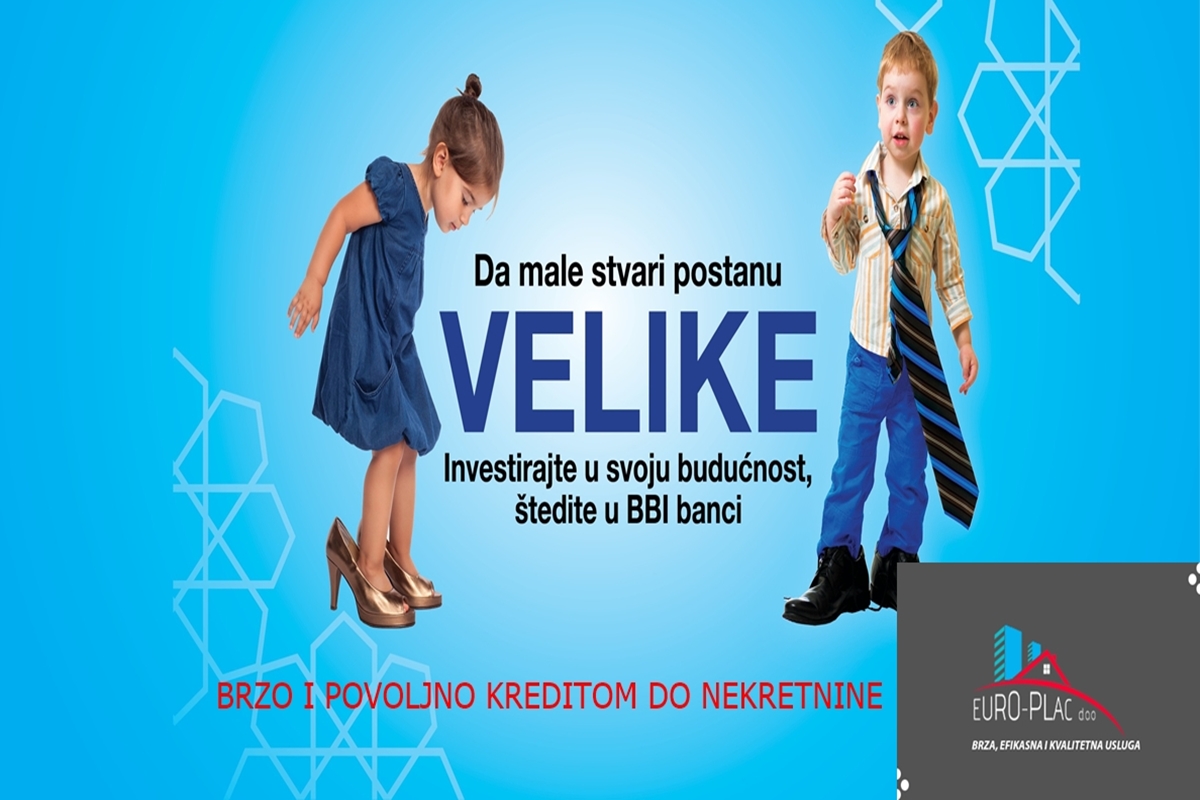 Da male stvari postanu
VELIKE
Investirajte u svoju budućnost,
štedite u BBI banci
BRZO I POVOLJNO KREDITOM DO NEKRETNINE
EURO-PLAC doo
BRZA, EFIKASNA I KVALITETNA USLUGA